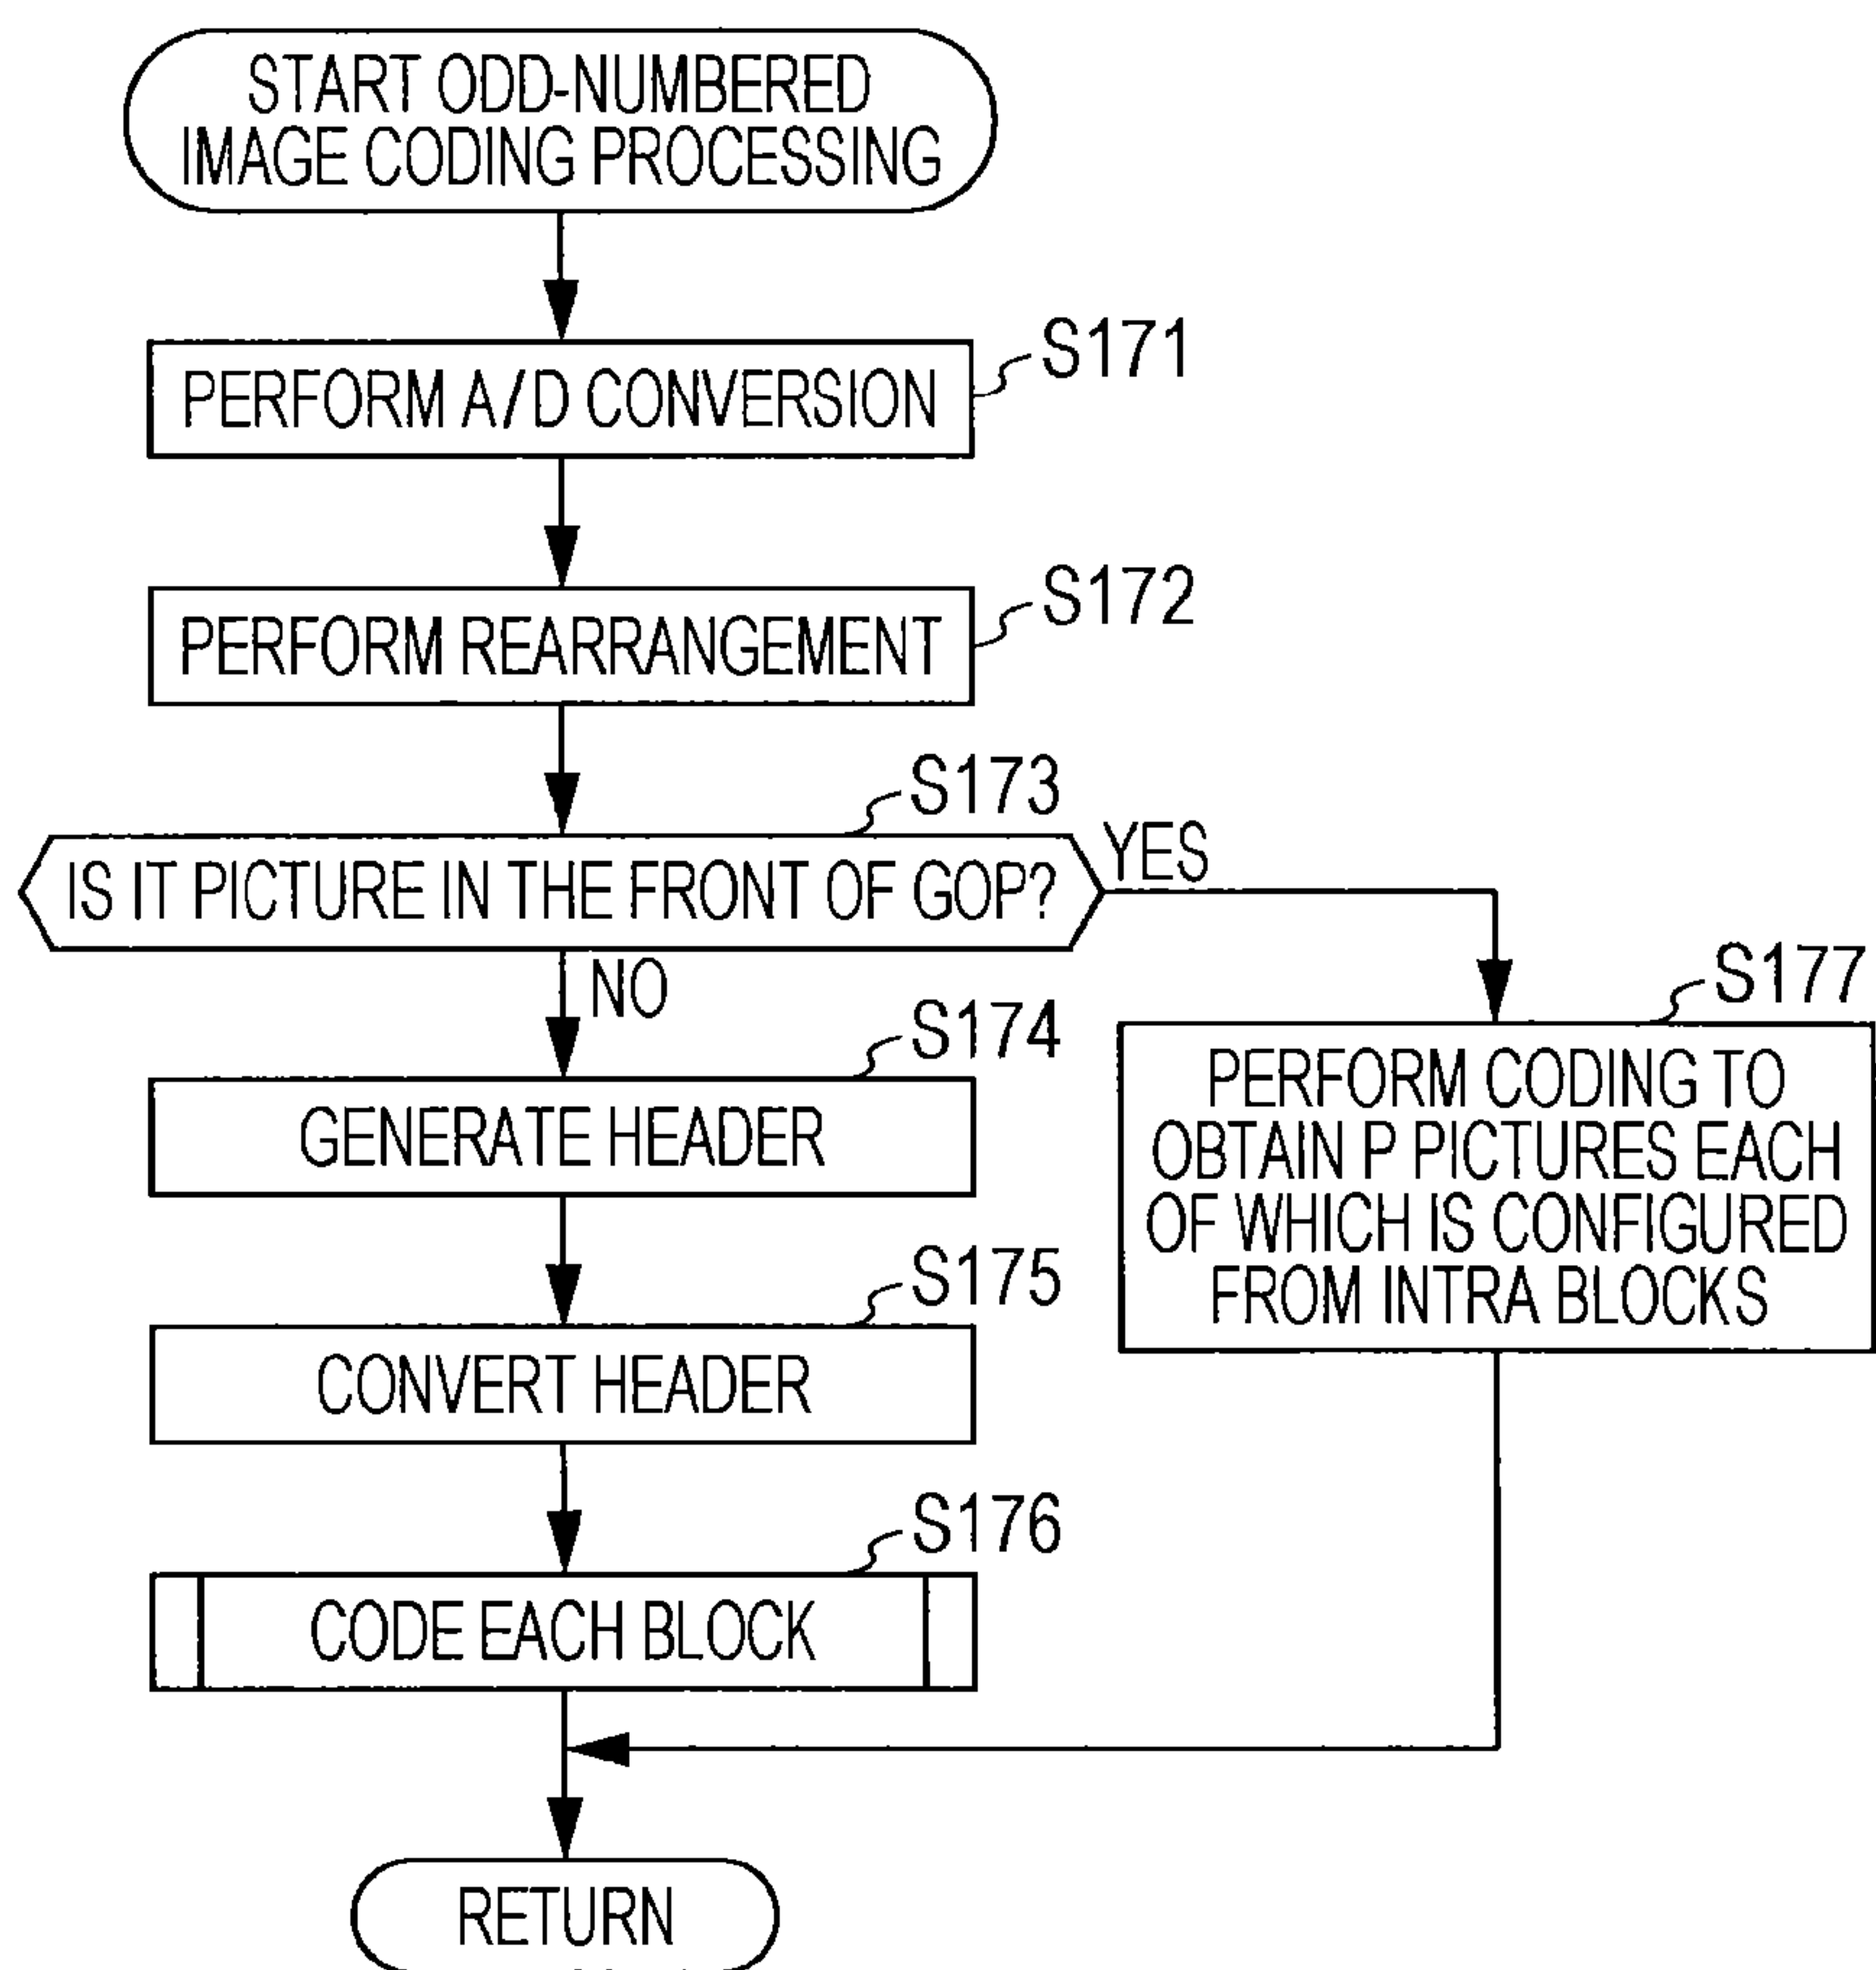 START ODD-NUMBERED
IMAGE CODING PROCESSING
S171
PERFORM A/D CONVERSION
S172
PERFORM REARRANGEMENT
S173
IS IT PICTURE IN THE FRONT OF GOP?
YES
NO
S174
GENERATE HEADER
S177
PERFORM CODING TO
OBTAIN P PICTURES EACH
OF WHICH IS CONFIGURED
FROM INTRA BLOCKS
S175
CONVERT HEADER
S176
CODE EACH BLOCK
RETURN